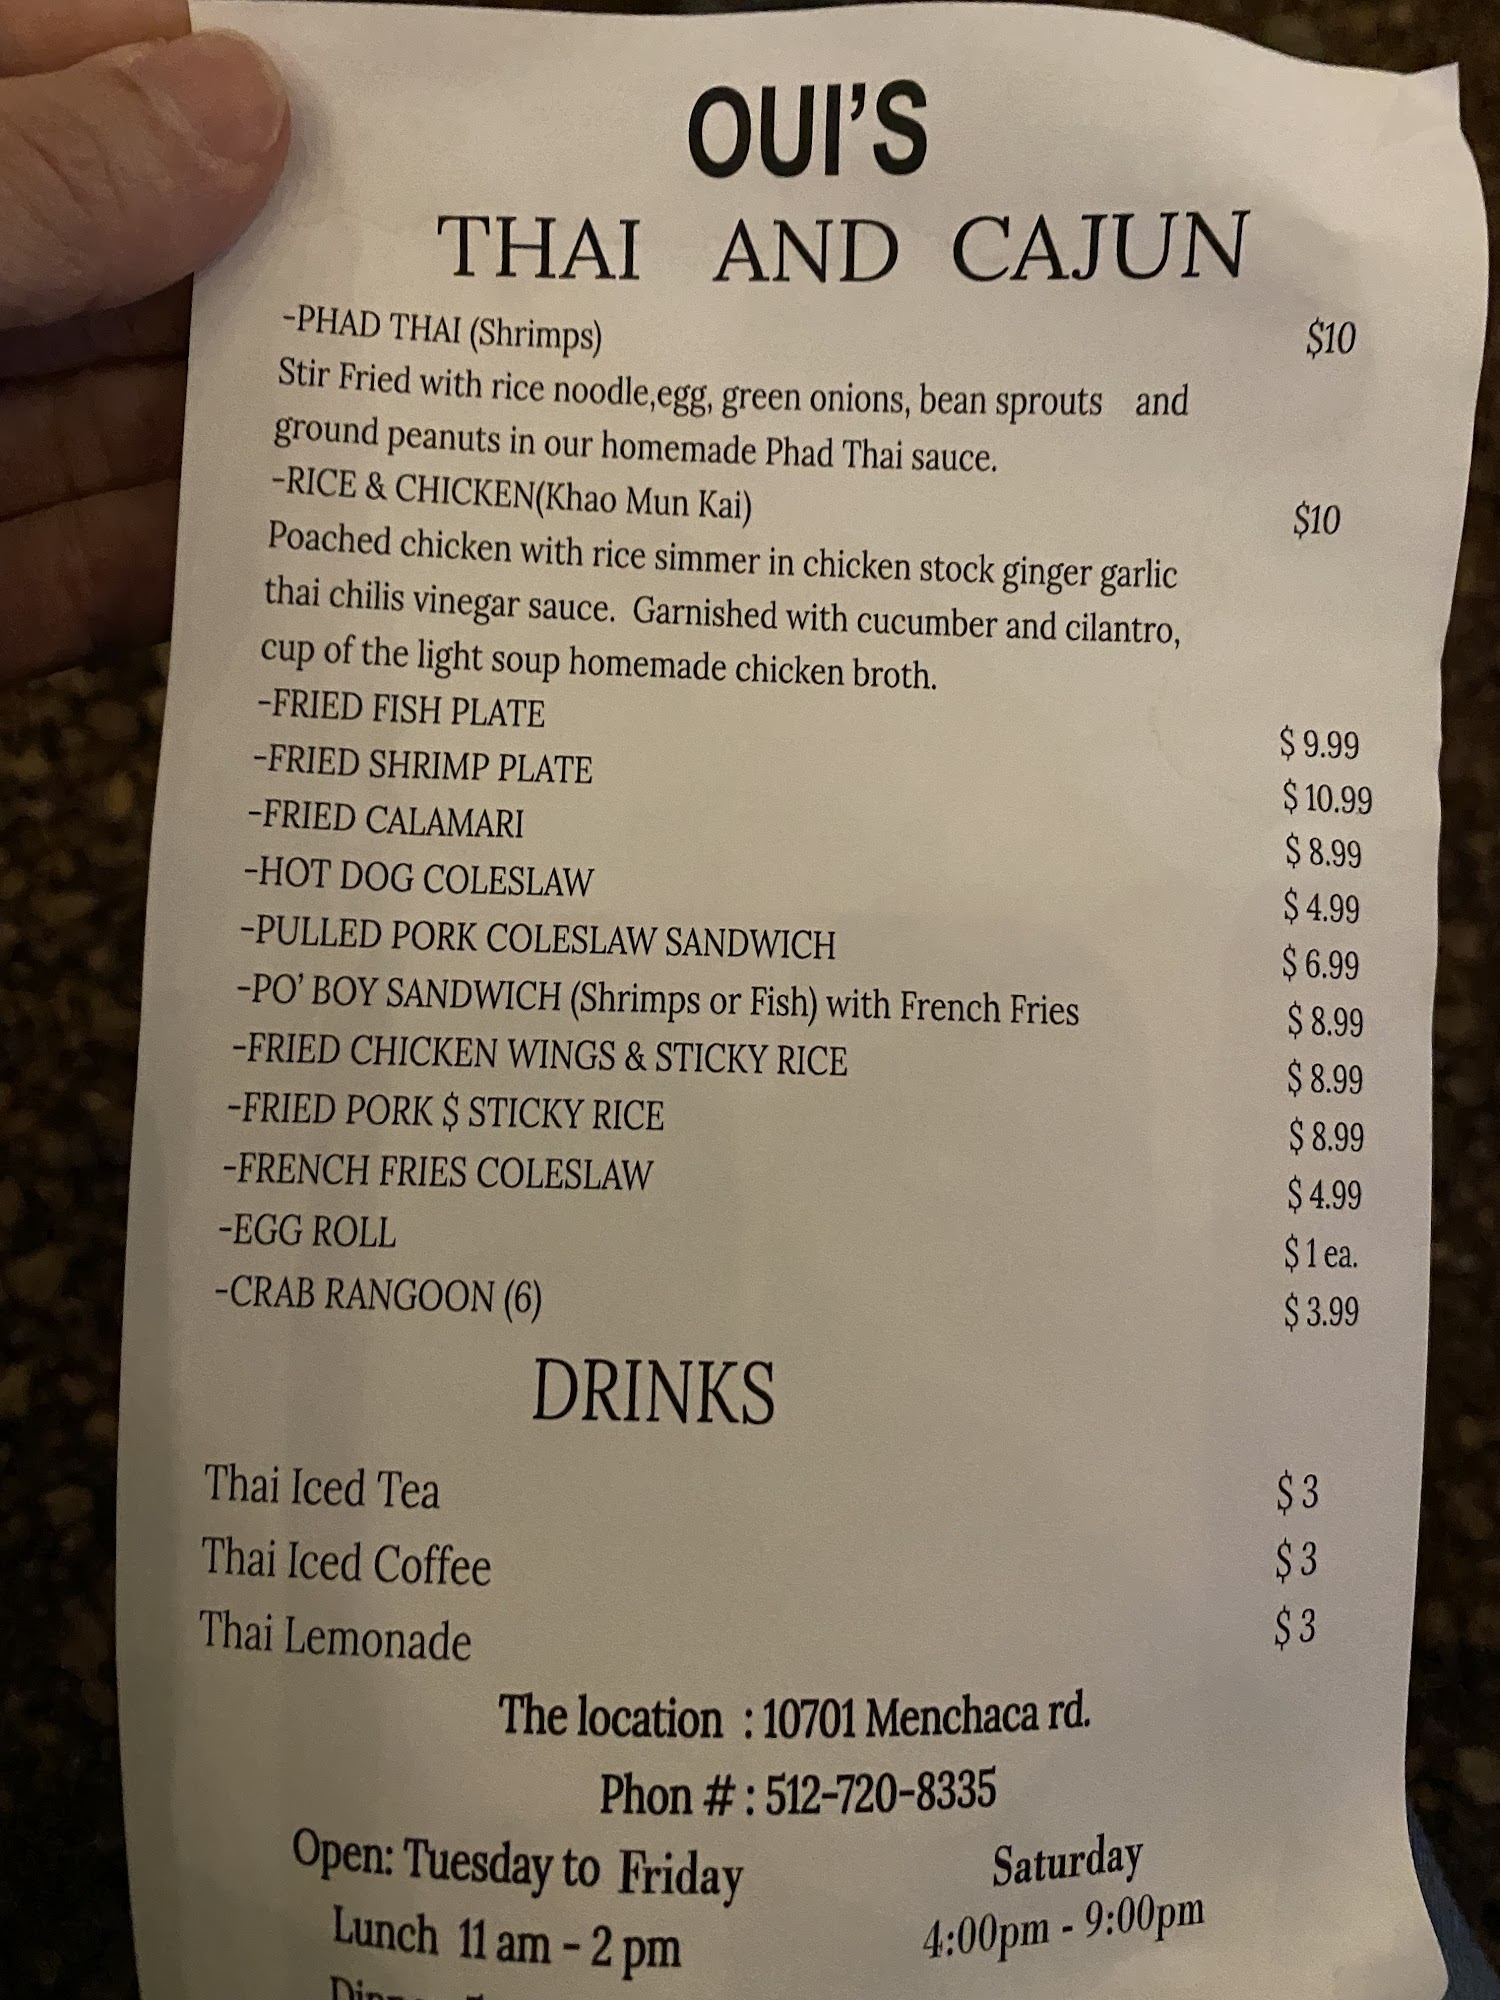 OUI'S
THAI AND CAJUN
-PHAD THAI (Shrimps) $10
Stir Fried with rice noodle,egg, green onions, bean sprouts and
ground peanuts in our homemade Phad Thai sauce.
-RICE & CHICKEN(Khao Mun Kai) $10
Poached chicken with rice simmer in chicken stock ginger garlic
thai chilis vinegar sauce. Garnished with cucumber and cilantro,
cup of the light soup homemade chicken broth.
-FRIED FISH PLATE $ 9.99
-FRIED SHRIMP PLATE $ 10.99
-FRIED CALAMARI $ 8.99
-HOT DOG COLESLAW $ 4.99
-PULLED PORK COLESLAW SANDWICH $ 6.99
-PO' BOY SANDWICH (Shrimps or Fish) with French Fries $ 8.99
-FRIED CHICKEN WINGS & STICKY RICE $ 8.99
-FRIED PORK $ STICKY RICE $ 8.99
-FRENCH FRIES COLESLAW $ 4.99
-EGG ROLL $ 1 ea.
-CRAB RANGOON (6) $ 3.99
DRINKS
Thai Iced Tea $ 3
Thai Iced Coffee $ 3
Thai Lemonade $ 3
The location : 10701 Menchaca rd.
Phon # : 512-720-8335
Open: Tuesday to Friday Saturday
Lunch 11 am - 2 pm 4:00pm - 9:00pm